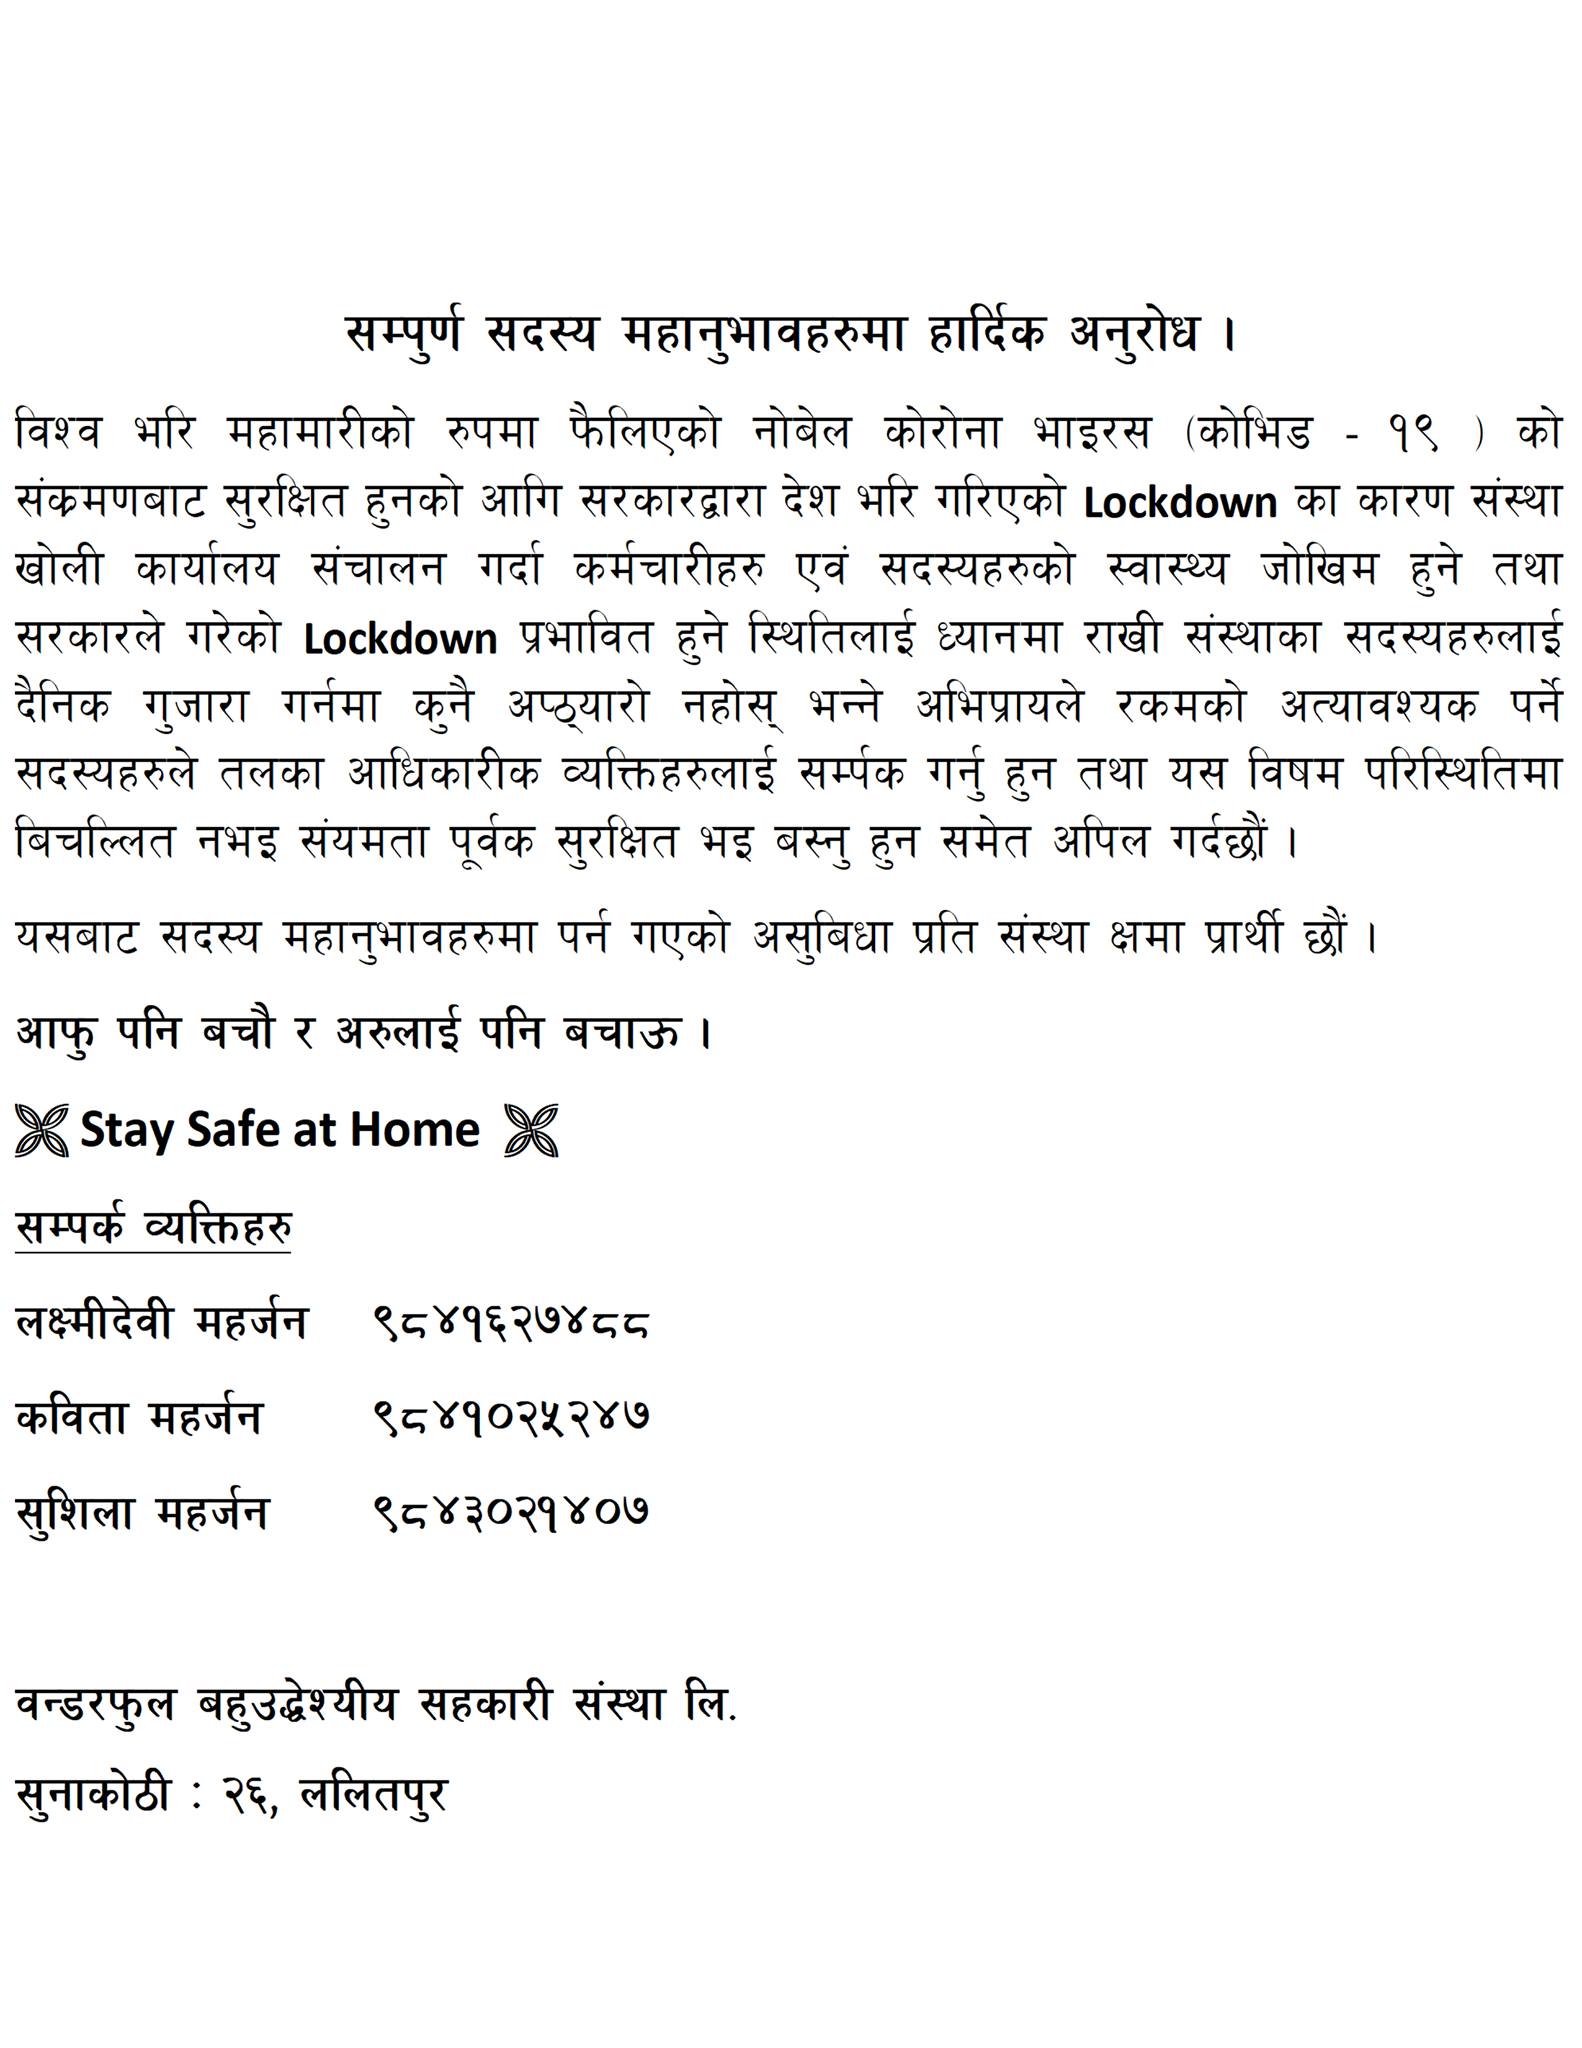 सम्पुर्ण सदस्य महानुभावहरुमा हार्दिक अनुरोध ।
विश्व भरि महामारीको रुपमा फैलिएको नोबेल कोरोना भाइरस (कोभिड - १९ ) को
संक्रमणबाट सुरक्षित हुनको आगि सरकारद्वारा देश भरि गरिएको Lockdown का कारण संस्था
खोली कार्यालय संचालन गर्दा कर्मचारीहरु एवं सदस्यहरुको स्वास्थ्य जोखिम हुने तथा
सरकारले गरेको Lockdown प्रभावित हुने स्थितिलाई ध्यानमा राखी संस्थाका सदस्यहरुलाई
दैनिक गुजारा गर्नमा कुनै अप्ठ्यारो नहोस् भन्ने अभिप्रायले रकमको अत्यावश्यक पर्ने
सदस्यहरुले तलका आधिकारीक व्यक्तिहरुलाई सर्म्पक गर्नु हुन तथा यस विषम परिस्थितिमा
बिचल्लित नभइ संयमता पूर्वक सुरक्षित भइ बस्नु हुन समेत अपिल गर्दछौं ।
यसबाट सदस्य महानुभावहरुमा पर्न गएको असुबिधा प्रति संस्था क्षमा प्रार्थी छौं ।
आफु पनि बचौ र अरुलाई पनि बचाऊ ।
Stay Safe at Home
सम्पर्क व्यक्तिहरु
लक्ष्मीदेवी महर्जन ९८४१६२७४८८
कविता महर्जन ९८४१०२५२४७
सुशिला महर्जन ९८४३०२१४०७
वन्डरफुल बहुउद्धेश्यीय सहकारी संस्था लि.
सुनाकोठी : २६, ललितपुर